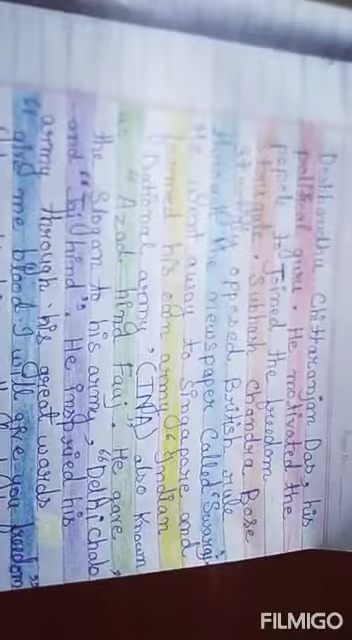 Deshbandhu Chittaranjan Das, his
political guru. He motivated the
people to Joined the freedom
struggle. Subhash Chandra Bose
strongly opposed British rule
through the newspaper Called "Swaraj"
He went away to Singapore and
formed his own army "Indian
National army" (INA) also known
as "Azad hind Fauj". He gave
the Slogan to his army, "Delhi Chalo
and "Jai hind". He inspried his
army through his great words
"give me blood I will give you freedom"
FILMIGO